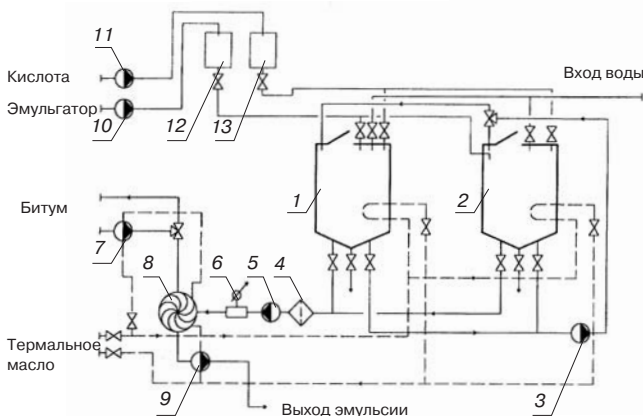 11
Кислота
Эмульгатор
10
12
13
Вход воды
1
2
Битум
7
8
6
5
4
Термальное
масло
9
Выход эмульсии
3